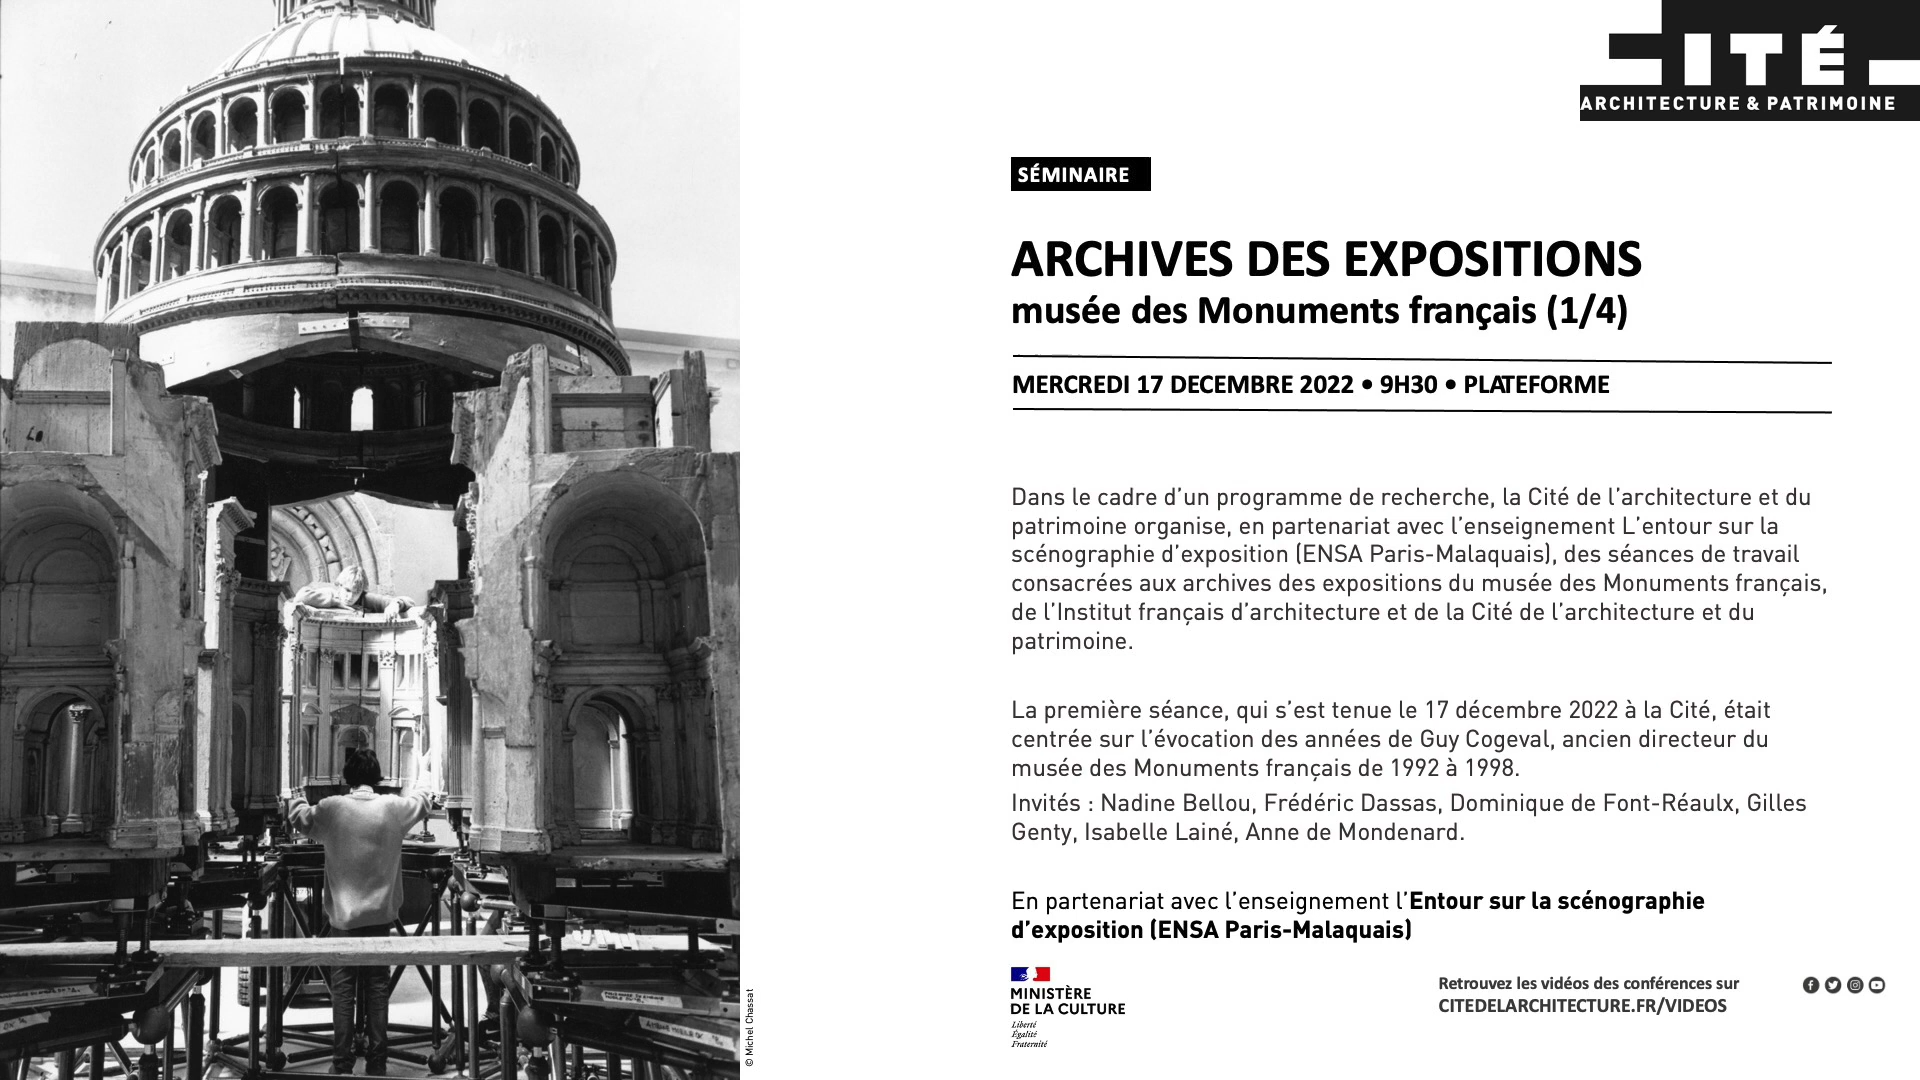 CITÉ
ARCHITECTURE & PATRIMOINE
SÉMINAIRE
ARCHIVES DES EXPOSITIONS
musée des Monuments français (1/4)
MERCREDI 17 DECEMBRE 2022 • 9H30 • PLATEFORME
Dans le cadre d’un programme de recherche, la Cité de l’architecture et du
patrimoine organise, en partenariat avec l’enseignement L’entour sur la
scénographie d’exposition (ENSA Paris-Malaquais), des séances de travail
consacrées aux archives des expositions du musée des Monuments français,
de l’Institut français d’architecture et de la Cité de l’architecture et du
patrimoine.
La première séance, qui s’est tenue le 17 décembre 2022 à la Cité, était
centrée sur l’évocation des années de Guy Cogeval, ancien directeur du
musée des Monuments français de 1992 à 1998.
Invités : Nadine Bellou, Frédéric Dassas, Dominique de Font-Réaulx, Gilles
Genty, Isabelle Lainé, Anne de Mondenard.
En partenariat avec l’enseignement l’Entour sur la scénographie
d’exposition (ENSA Paris-Malaquais)
MINISTÈRE
DE LA CULTURE
Liberté
Égalité
Fraternité
Retrouvez les vidéos des conférences sur
CITEDELARCHITECTURE.FR/VIDEOS
© Michel Chassat